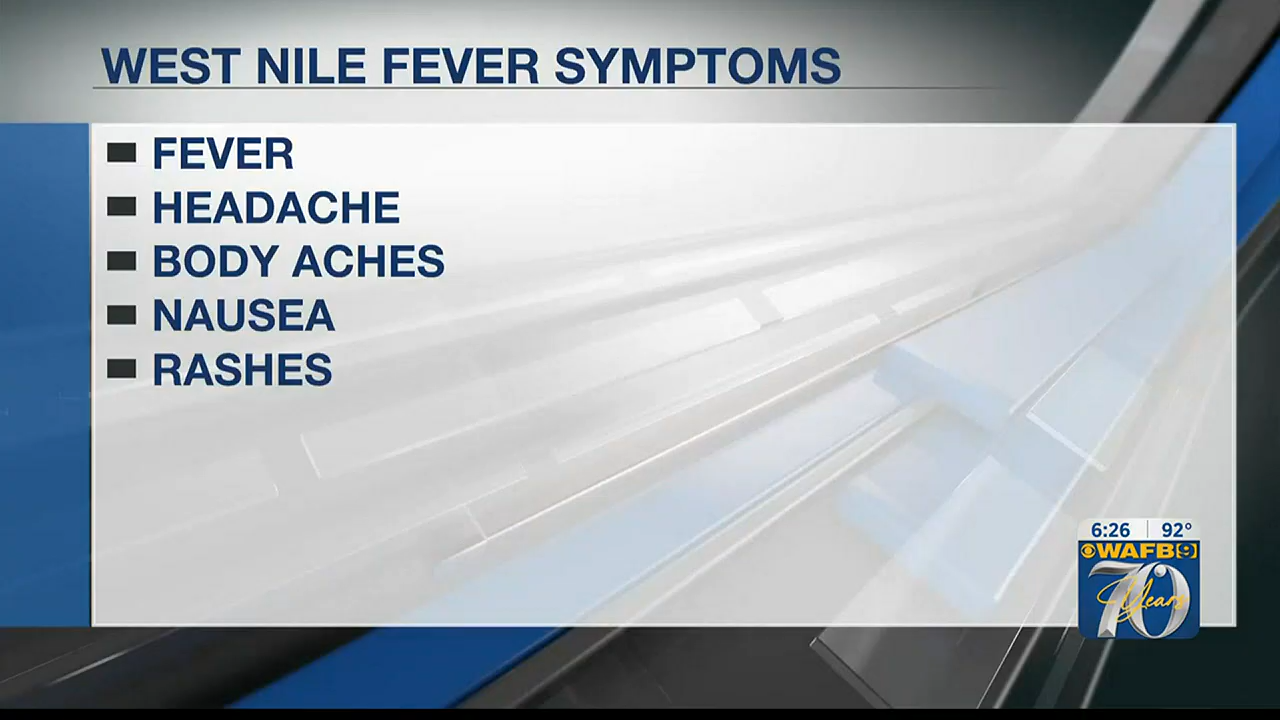 WEST NILE FEVER SYMPTOMS
FEVER
HEADACHE
BODY ACHES
NAUSEA
RASHES
6:26 92°
WAFB 9
70
Years